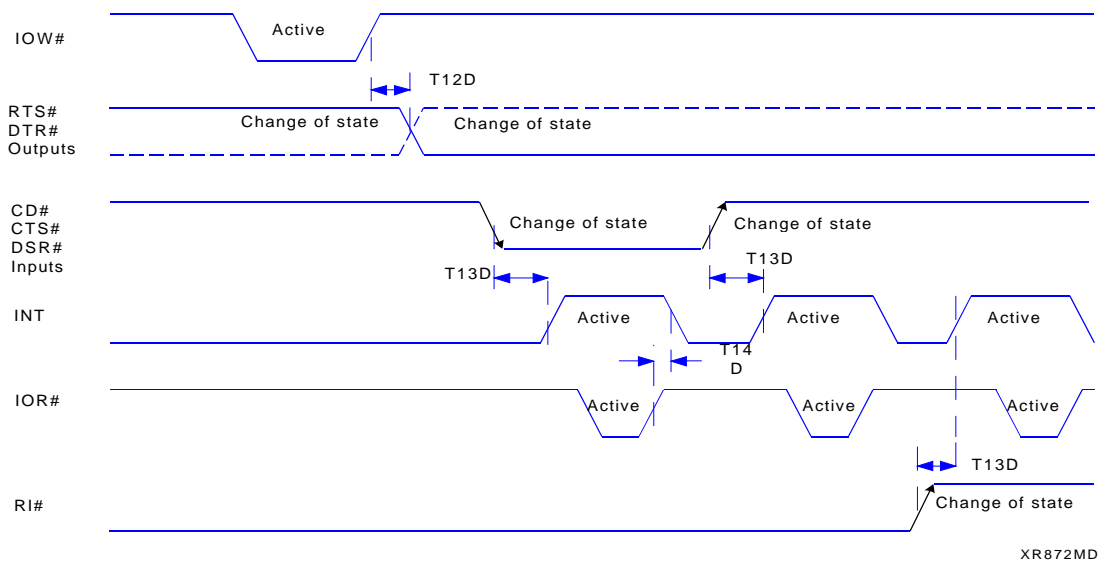 IOW#
Active
T12D
RTS#
DTR#
Outputs
Change of state
Change of state
CD#
CTS#
DSR#
Inputs
Change of state
Change of state
T13D
T13D
INT
Active
Active
Active
T14
D
IOR#
Active
Active
Active
T13D
RI#
Change of state
XR872MD